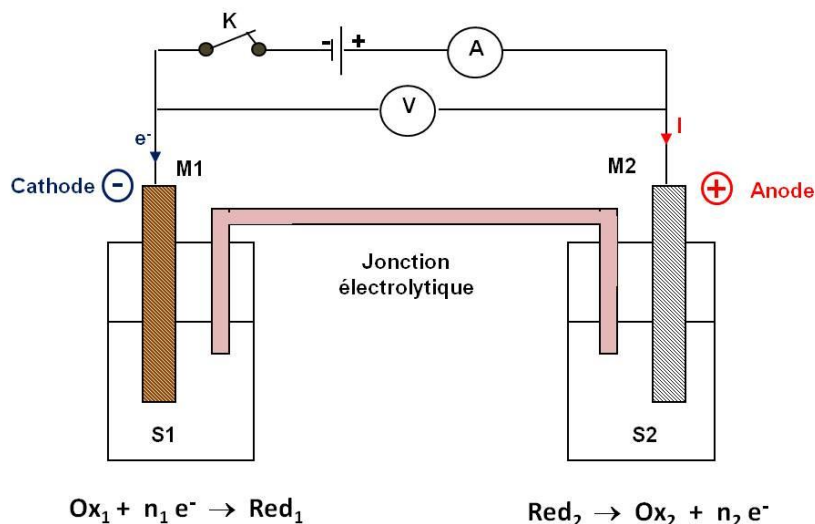 K
- +
A
V
e-
I
M1
M2
Cathode -
+ Anode
Jonction
électrolytique
S1
S2
Ox₁ + n₁ e⁻ → Red₁
Red₂ → Ox₂ + n₂ e⁻